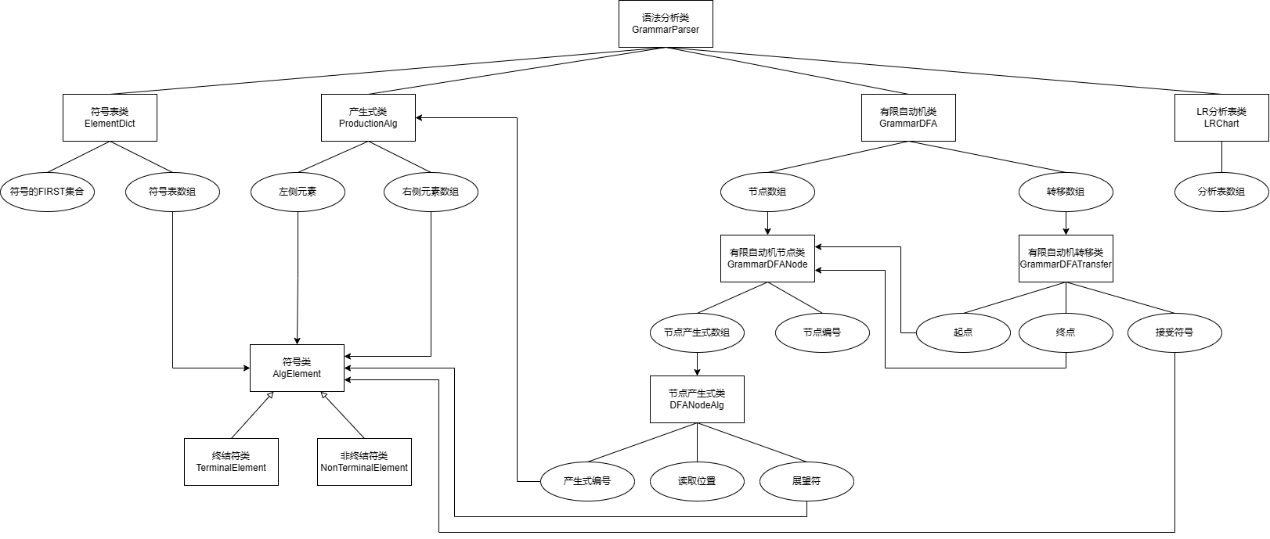 语法分析类
GrammarParser
符号表类
ElementDict
产生式类
ProductionAlg
有限自动机类
GrammarDFA
LR分析表类
LRChart
符号的FIRST集合
符号表数组
左侧元素
右侧元素数组
节点数组
转移数组
分析表数组
有限自动机节点类
GrammarDFANode
有限自动机转移类
GrammarDFATransfer
节点产生式数组
节点编号
起点
终点
接受符号
符号类
AlgElement
节点产生式类
DFANodeAlg
终结符类
TerminalElement
非终结符类
NonTerminalElement
产生式编号
读取位置
展望符